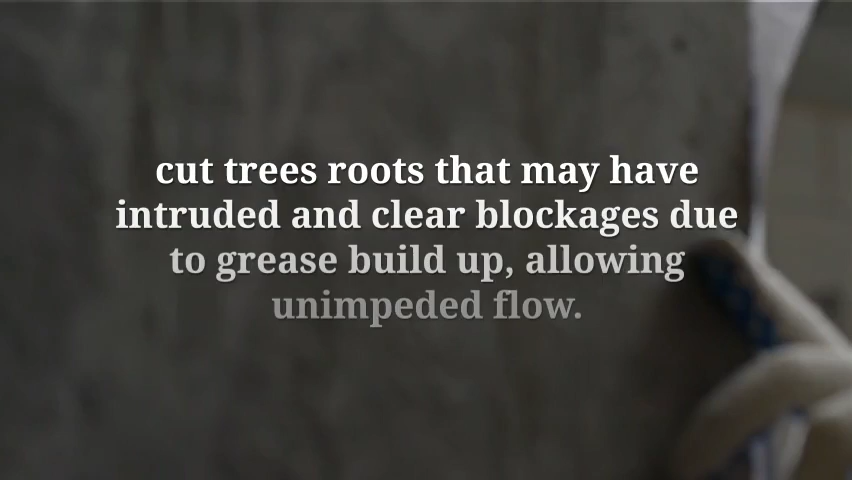 cut trees roots that may have
intruded and clear blockages due
to grease build up, allowing
unimpeded flow.